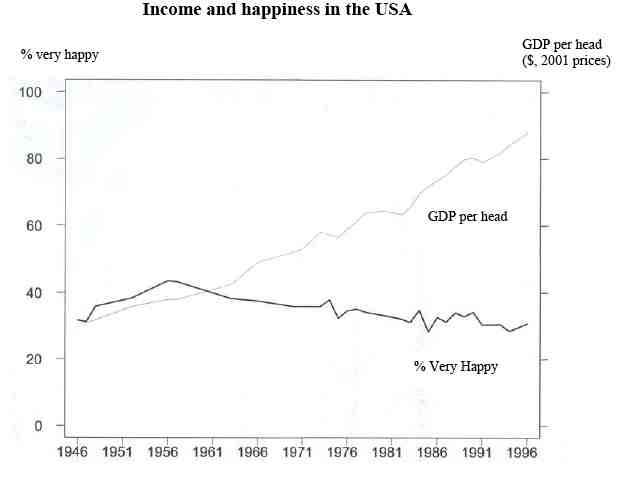 Income and happiness in the USA
% very happy
GDP per head
($, 2001 prices)
100
80
60
40
20
0
GDP per head
% Very Happy
1946 1951 1956 1961 1966 1971 1976 1981 1986 1991 1996